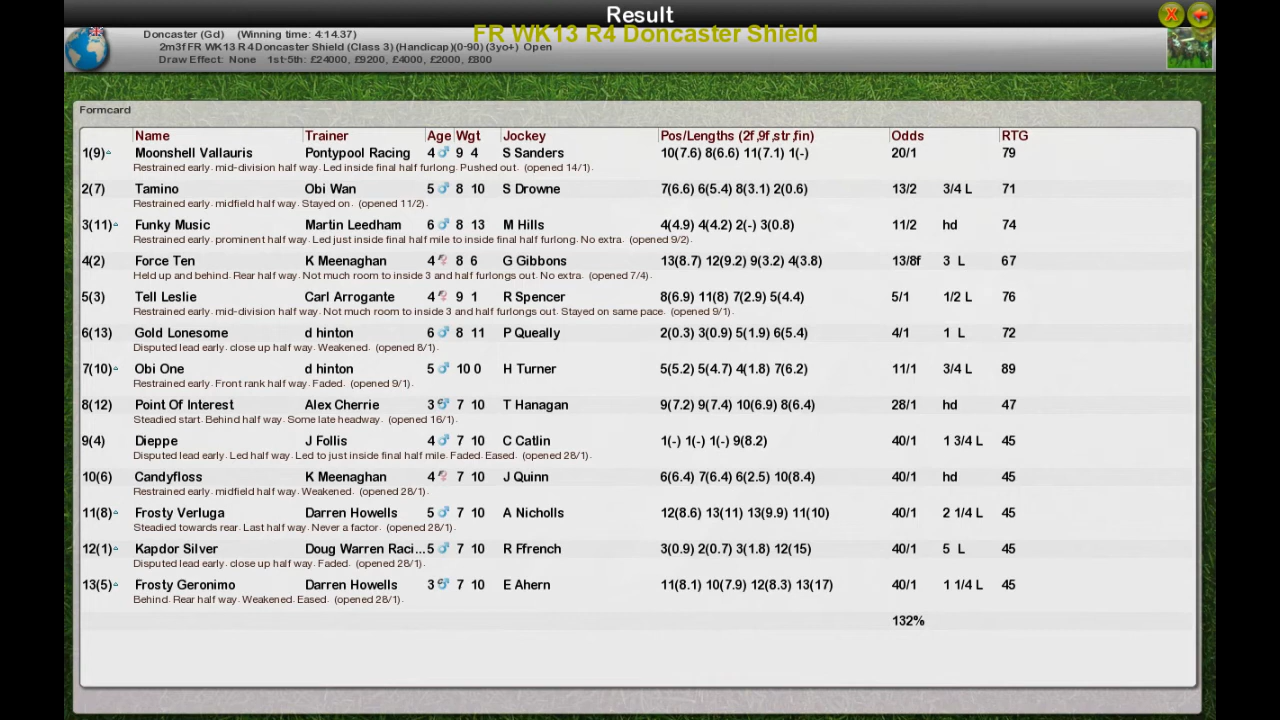 Result
FR WK13 R4 Doncaster Shield
Doncaster (Gd) (Winning time: 4:14.37)
2m3f FR WK13 R4 Doncaster Shield (Class 3) (Handicap)(0-90) (3yo+) Open
Draw Effect: None 1st-5th: £24000, £9200, £4000, £2000, £800
Formcard
Name Trainer Age Wgt Jockey Pos/Lengths (2f,9f,str,fin) Odds RTG
1(9) Moonshell Vallauris Pontypool Racing 4 9 4 S Sanders 10(7.6) 8(6.6) 11(7.1) 1(-) 20/1 79
Restrained early. mid-division half way. Led inside final half furlong. Pushed out. (opened 14/1).
2(7) Tamino Obi Wan 5 8 10 S Drowne 7(6.6) 6(5.4) 8(3.1) 2(0.6) 13/2 3/4 L 71
Restrained early. midfield half way. Stayed on. (opened 11/2).
3(11) Funky Music Martin Leedham 6 8 13 M Hills 4(4.9) 4(4.2) 2(-) 3(0.8) 11/2 hd 74
Restrained early. prominent half way. Led just inside final half mile to inside final half furlong. No extra. (opened 9/2).
4(2) Force Ten K Meenaghan 4 8 6 G Gibbons 13(8.7) 12(9.2) 9(3.2) 4(3.8) 13/8f 3 L 67
Held up and behind. Rear half way. Not much room to inside 3 and half furlongs out. No extra. (opened 7/4).
5(3) Tell Leslie Carl Arrogante 4 9 1 R Spencer 8(6.9) 11(8) 7(2.9) 5(4.4) 5/1 1/2 L 76
Restrained early. mid-division half way. Not much room to inside 3 and half furlongs out. Stayed on same pace. (opened 9/1).
6(13) Gold Lonesome d hinton 6 8 11 P Queally 2(0.3) 3(0.9) 5(1.9) 6(5.4) 4/1 1 L 72
Disputed lead early. close up half way. Weakened. (opened 8/1).
7(10) Obi One d hinton 5 10 0 H Turner 5(5.2) 5(4.7) 4(1.8) 7(6.2) 11/1 3/4 L 89
Restrained early. Front rank half way. Faded. (opened 9/1).
8(12) Point Of Interest Alex Cherrie 3 7 10 T Hanagan 9(7.2) 9(7.4) 10(6.9) 8(6.4) 28/1 hd 47
Steadied start. Behind half way. Some late headway. (opened 16/1).
9(4) Dieppe J Follis 4 7 10 C Catlin 1(-) 1(-) 1(-) 9(8.2) 40/1 1 3/4 L 45
Disputed lead early. Led half way. Led to just inside final half mile. Faded. Eased. (opened 28/1).
10(6) Candyfloss K Meenaghan 4 7 10 J Quinn 6(6.4) 7(6.4) 6(2.5) 10(8.4) 40/1 hd 45
Restrained early. midfield half way. Weakened. (opened 28/1).
11(8) Frosty Verluga Darren Howells 5 7 10 A Nicholls 12(8.6) 13(11) 13(9.9) 11(10) 40/1 2 1/4 L 45
Steadied towards rear. Last half way. Never a factor. (opened 28/1).
12(1) Kapdor Silver Doug Warren Raci... 5 7 10 R Ffrench 3(0.9) 2(0.7) 3(1.8) 12(15) 40/1 5 L 45
Disputed lead early. close up half way. Faded. (opened 28/1).
13(5) Frosty Geronimo Darren Howells 3 7 10 E Ahern 11(8.1) 10(7.9) 12(8.3) 13(17) 40/1 1 1/4 L 45
Behind. Rear half way. Weakened. Eased. (opened 28/1).
132%